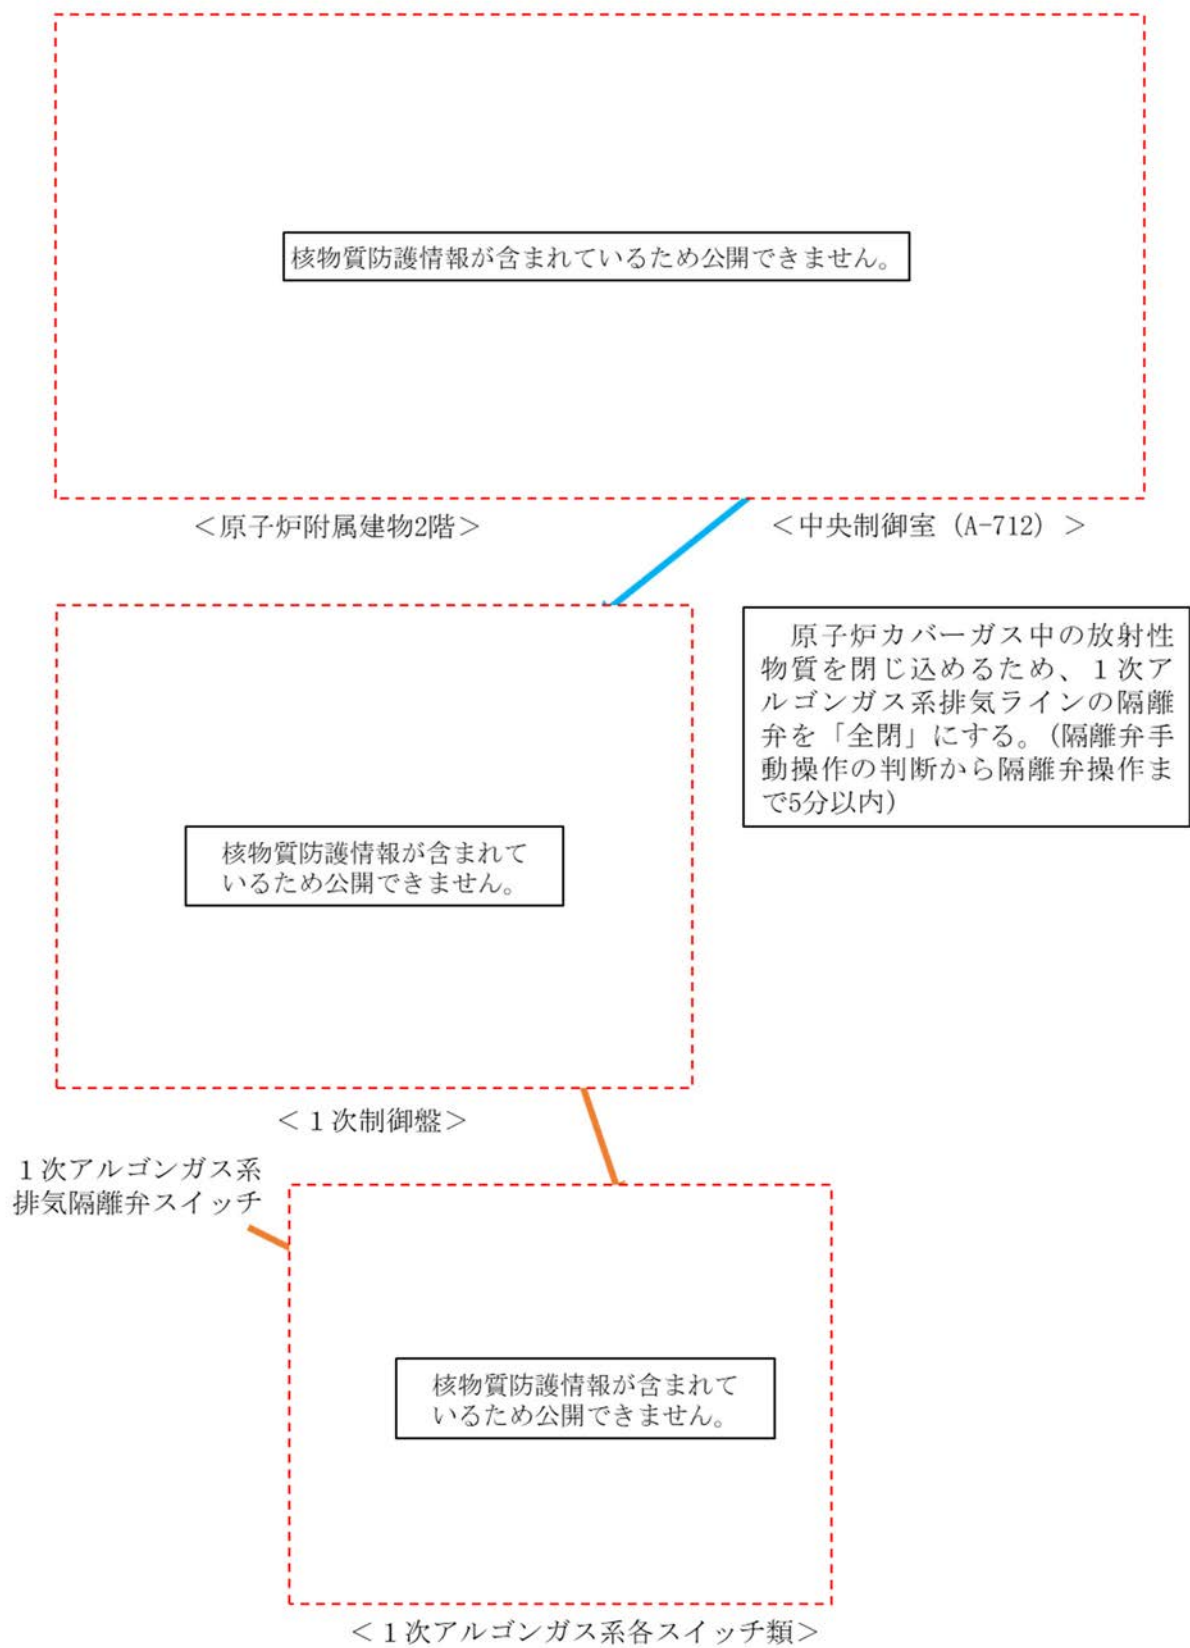 核物質防護情報が含まれているため公開できません。
＜原子炉附属建物2階＞
＜中央制御室（A-712）＞
原子炉カバーガス中の放射性
物質を閉じ込めるため、１次ア
ルゴンガス系排気ラインの隔離
弁を「全閉」にする。（隔離弁手
動操作の判断から隔離弁操作ま
で5分以内）
核物質防護情報が含まれて
いるため公開できません。
＜１次制御盤＞
１次アルゴンガス系
排気隔離弁スイッチ
核物質防護情報が含まれて
いるため公開できません。
＜１次アルゴンガス系各スイッチ類＞